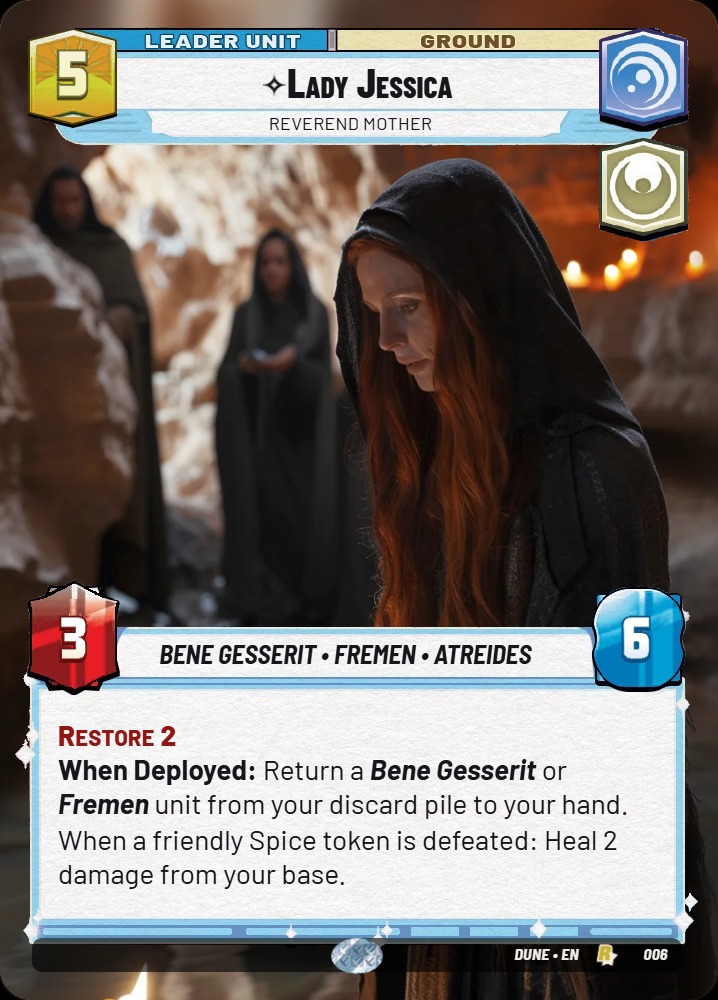 LEADER UNIT
GROUND
5
✧LADY JESSICA
REVEREND MOTHER
3
BENE GESSERIT • FREMEN • ATREIDES
6
RESTORE 2
When Deployed: Return a Bene Gesserit or
Fremen unit from your discard pile to your hand.
When a friendly Spice token is defeated: Heal 2
damage from your base.
DUNE • EN R 006